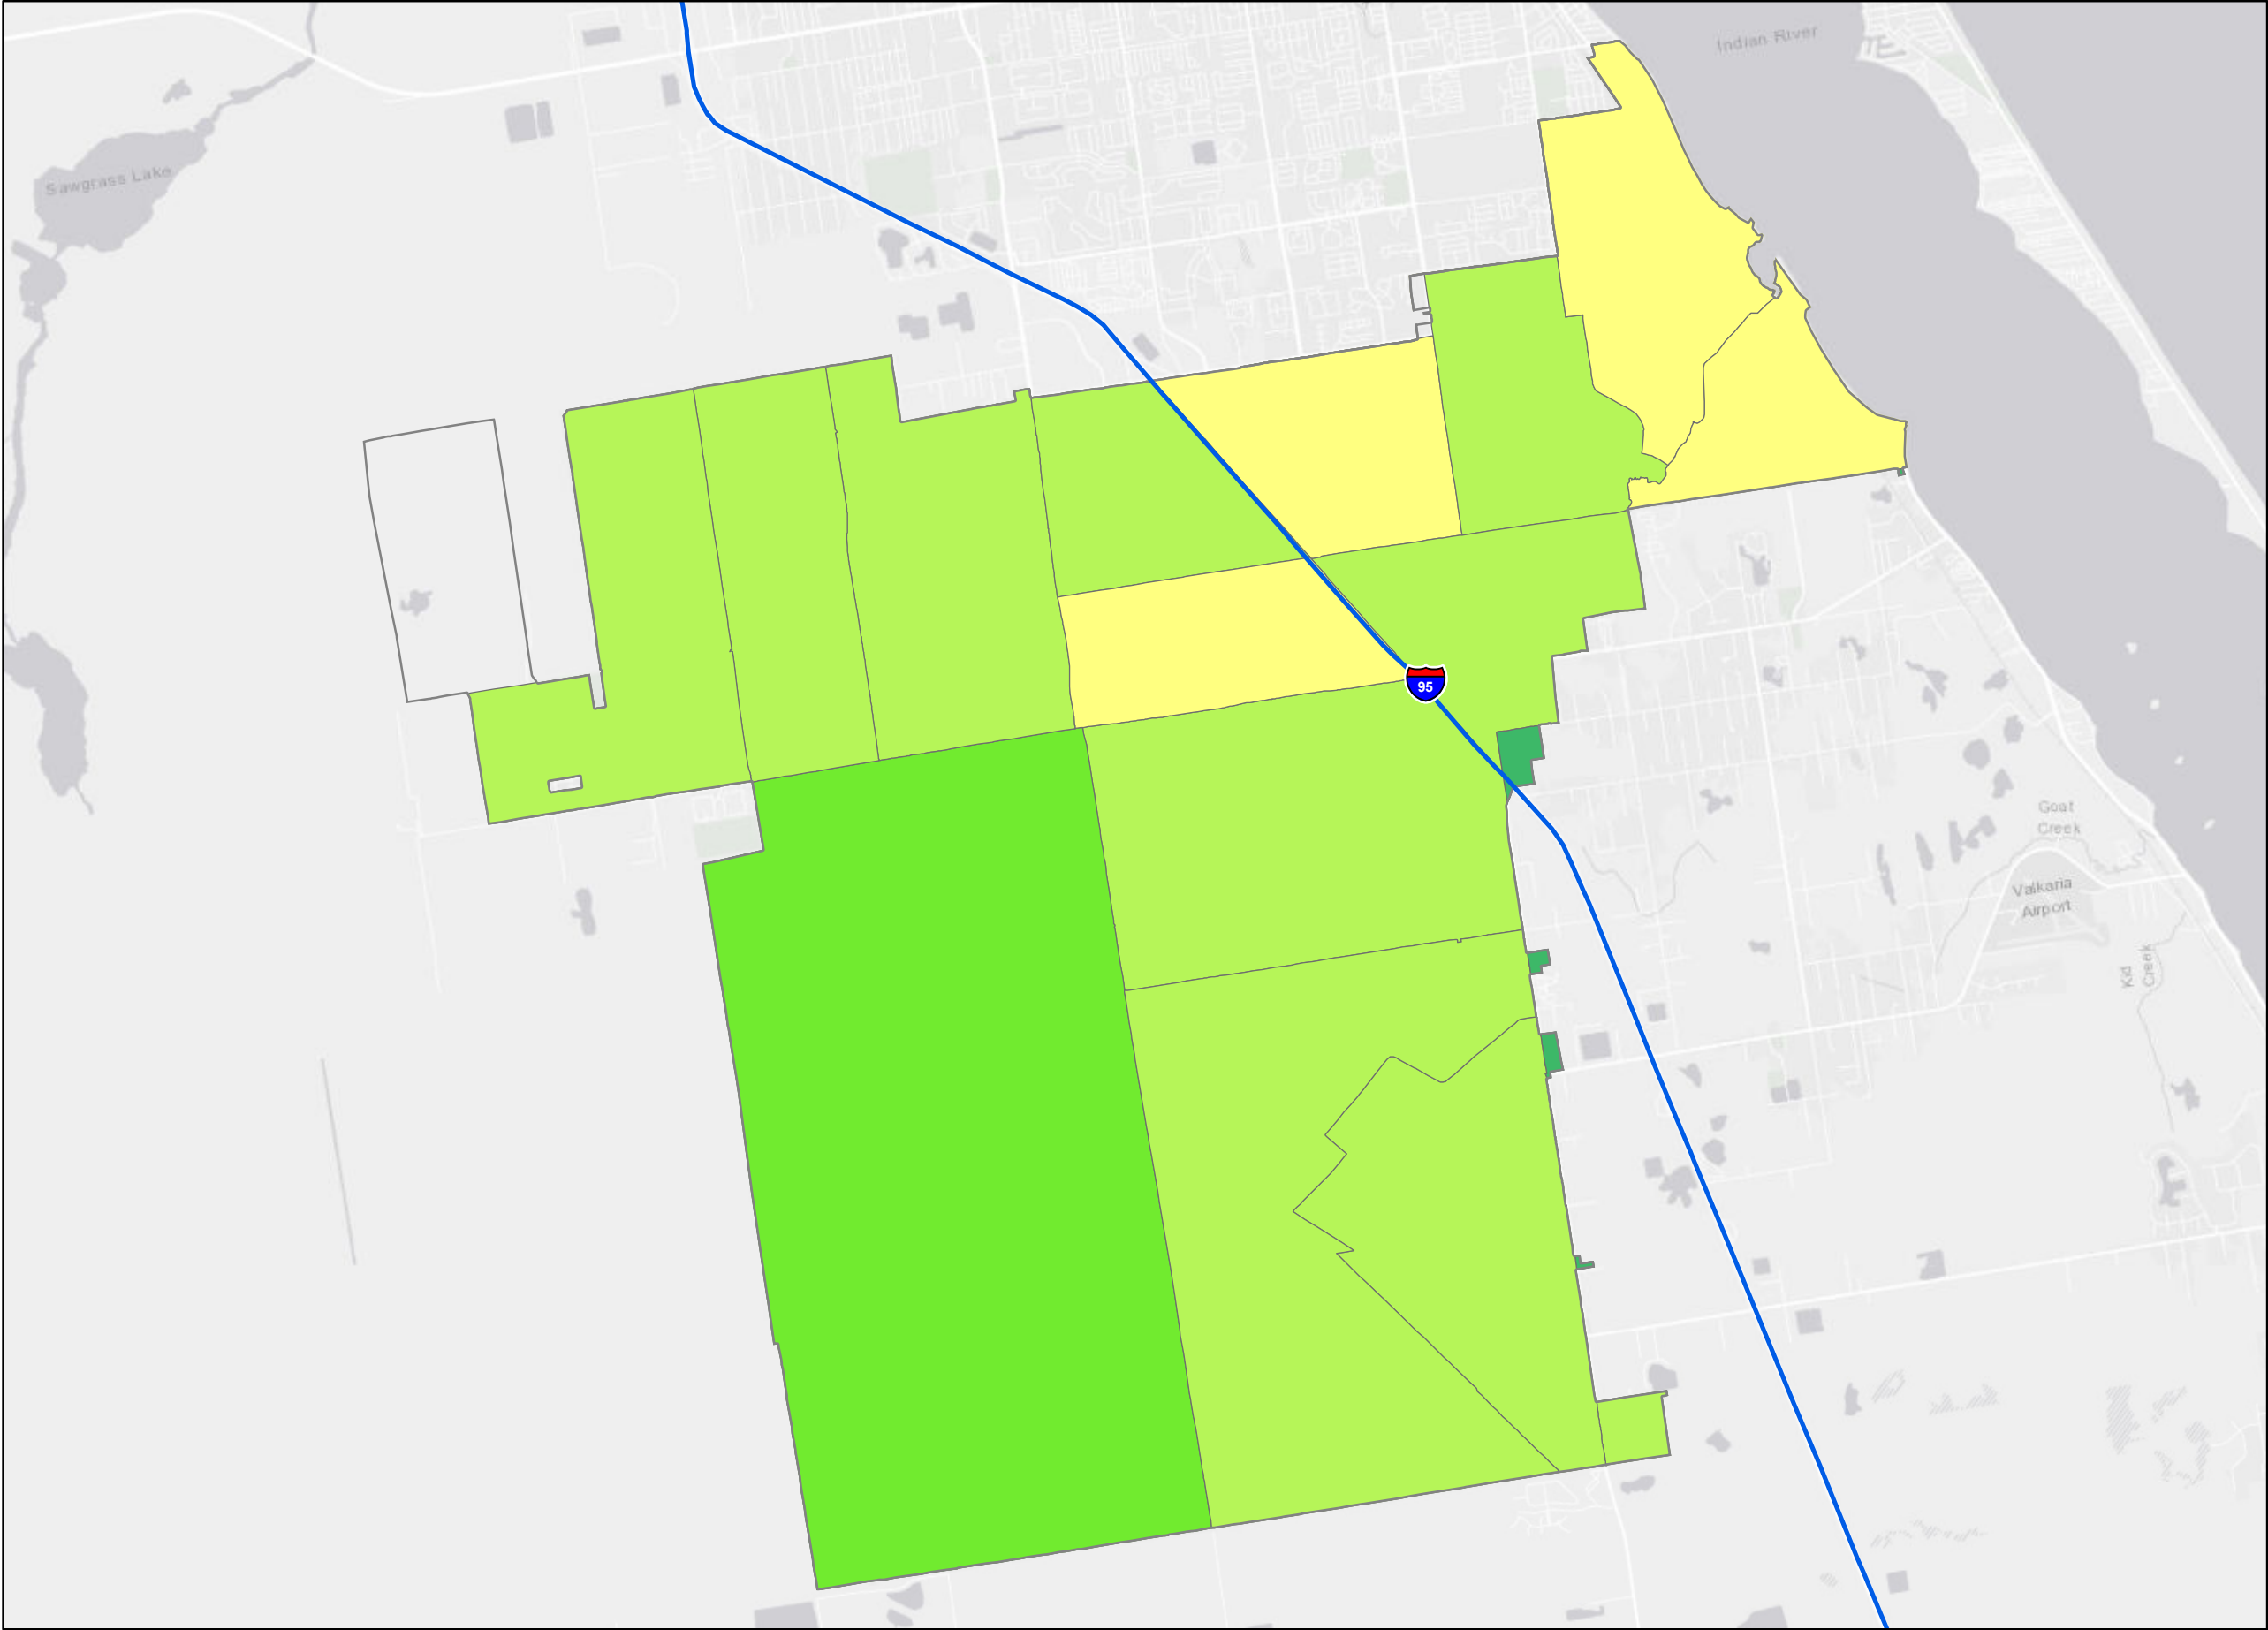 Indian River
Sawgrass Lake
95
Goat
Creek
Valkaria
Airport
Kid
Creek